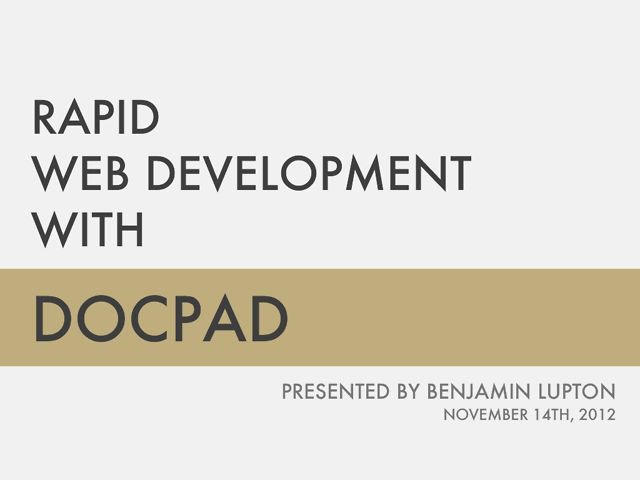 RAPID
WEB DEVELOPMENT
WITH
DOCPAD
PRESENTED BY BENJAMIN LUPTON
NOVEMBER 14TH, 2012